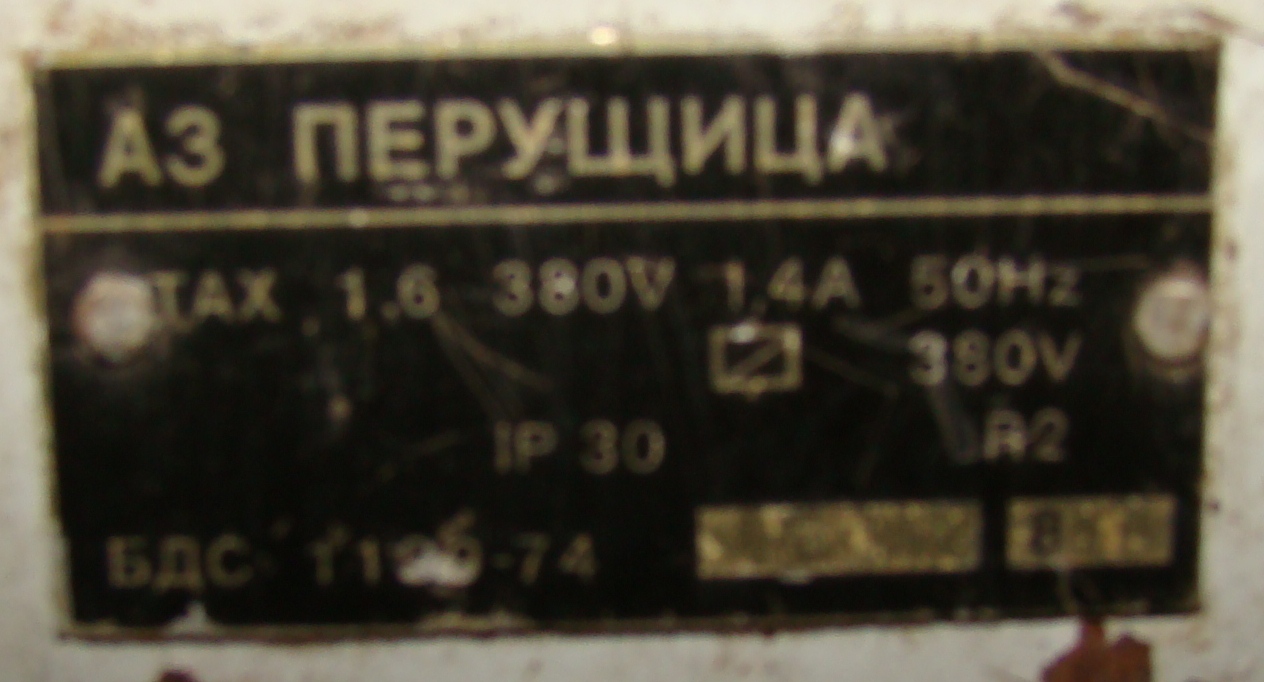 АЗ ПЕРУЩИЦА
ТАХ 1.6 380V 1,4A 50Hz
380V
IP 30 R2
БДС